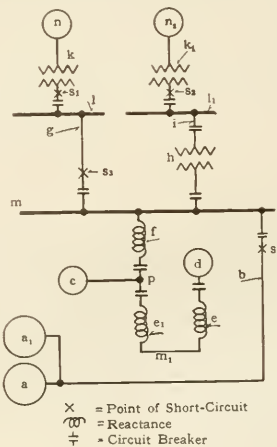 n n₁
k k₁
S₁ S₂
l l₁
g i
S₃ h
m
f s
c p d b
e₁ e
m₁
a₁
a
× = Point of Short-Circuit
= Reactance
= Circuit Breaker